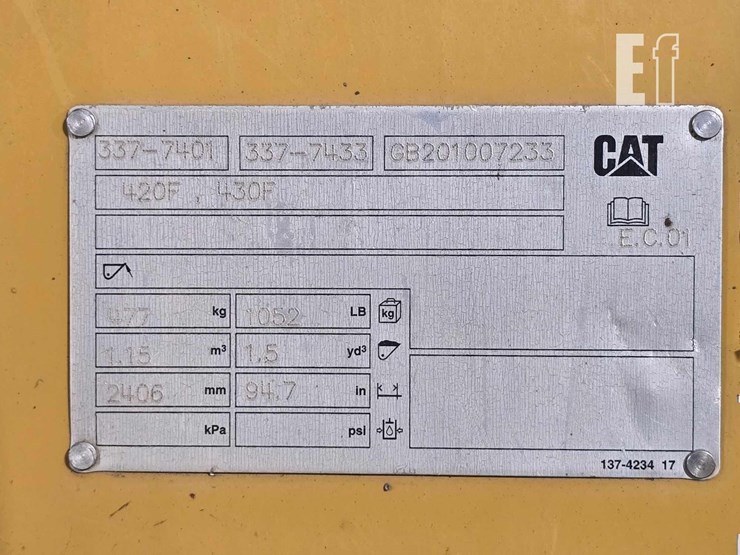 Ef
337-7401 337-7433 GB201007233 CAT
420F , 430F
E.C.01
477 kg 1052 LB kg
1.15 m³ 1.5 yd³
2406 mm 94.7 in
kPa psi
137-4234 17